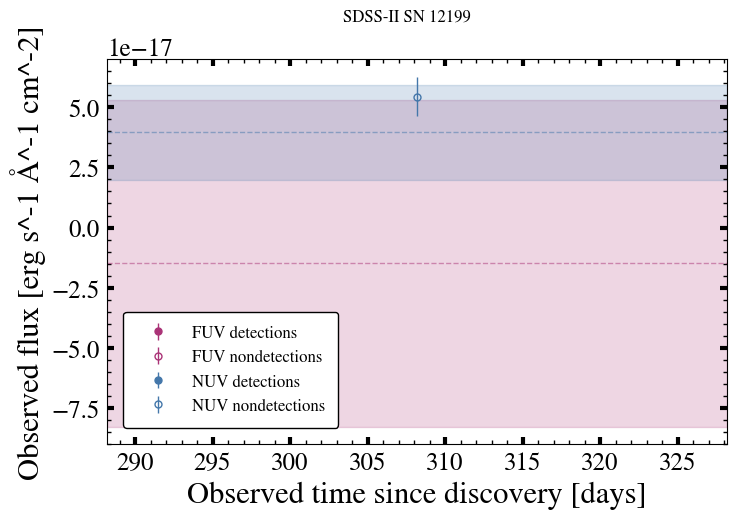 SDSS-II SN 12199
1e−17
Observed flux [erg s^-1 Å^-1 cm^-2]
5.0
2.5
0.0
−2.5
−5.0
−7.5
FUV detections
FUV nondetections
NUV detections
NUV nondetections
290 295 300 305 310 315 320 325
Observed time since discovery [days]